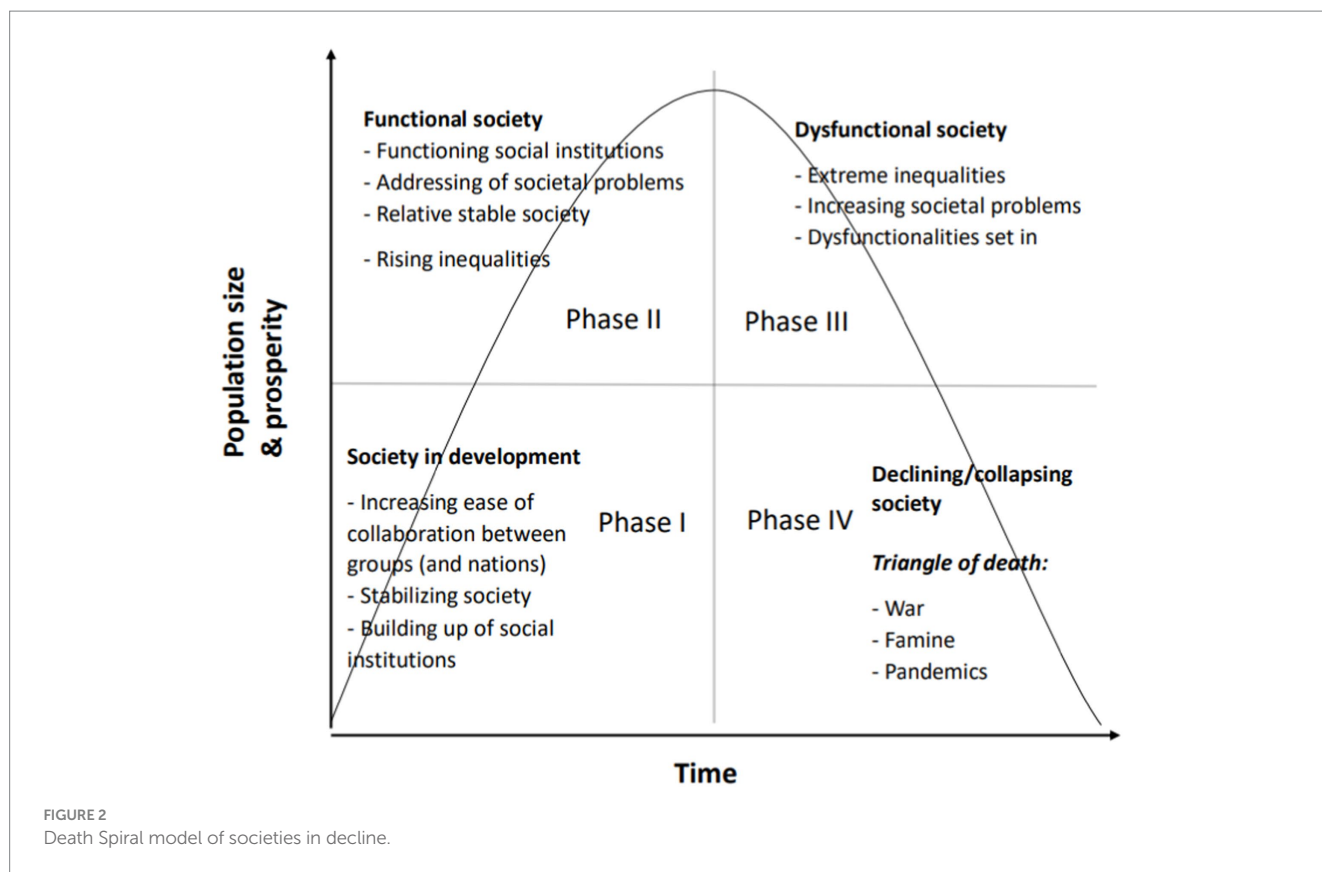 Functional society
- Functioning social institutions
- Addressing of societal problems
- Relative stable society
- Rising inequalities
Dysfunctional society
- Extreme inequalities
- Increasing societal problems
- Dysfunctionalities set in
Phase II
Phase III
Population size
& prosperity
Society in development
- Increasing ease of
collaboration between
groups (and nations)
- Stabilizing society
- Building up of social
institutions
Phase I
Phase IV
Declining/collapsing
society
Triangle of death:
- War
- Famine
- Pandemics
Time
FIGURE 2
Death Spiral model of societies in decline.